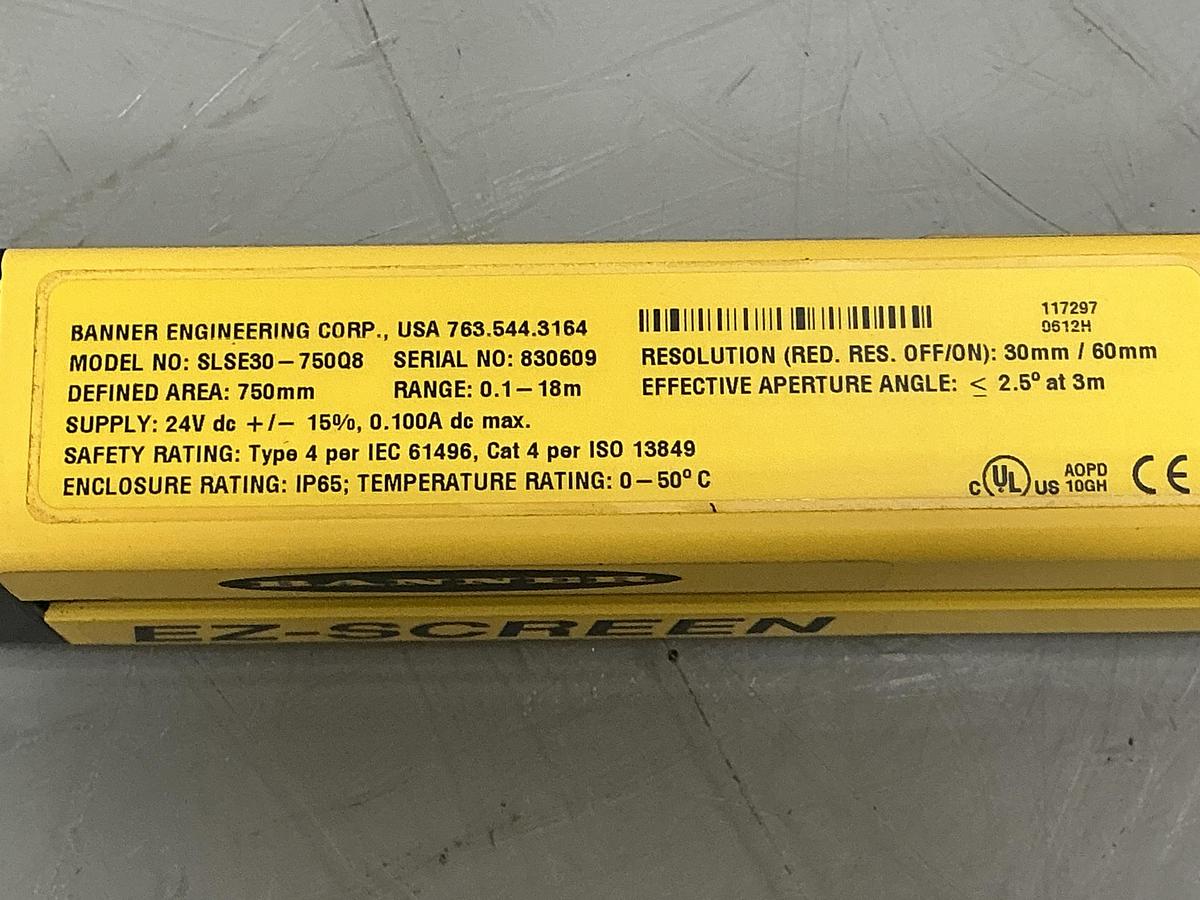 BANNER ENGINEERING CORP., USA 763.544.3164
MODEL NO: SLSE30-750Q8 SERIAL NO: 830609
DEFINED AREA: 750mm RANGE: 0.1-18m
SUPPLY: 24V dc +/- 15%, 0.100A dc max.
SAFETY RATING: Type 4 per IEC 61496, Cat 4 per ISO 13849
ENCLOSURE RATING: IP65; TEMPERATURE RATING: 0-50° C
117297
0612H
RESOLUTION (RED. RES. OFF/ON): 30mm / 60mm
EFFECTIVE APERTURE ANGLE: ≤ 2.5° at 3m
C UL US
AOPD
10GH
CE
BANNER
EZ-SCREEN